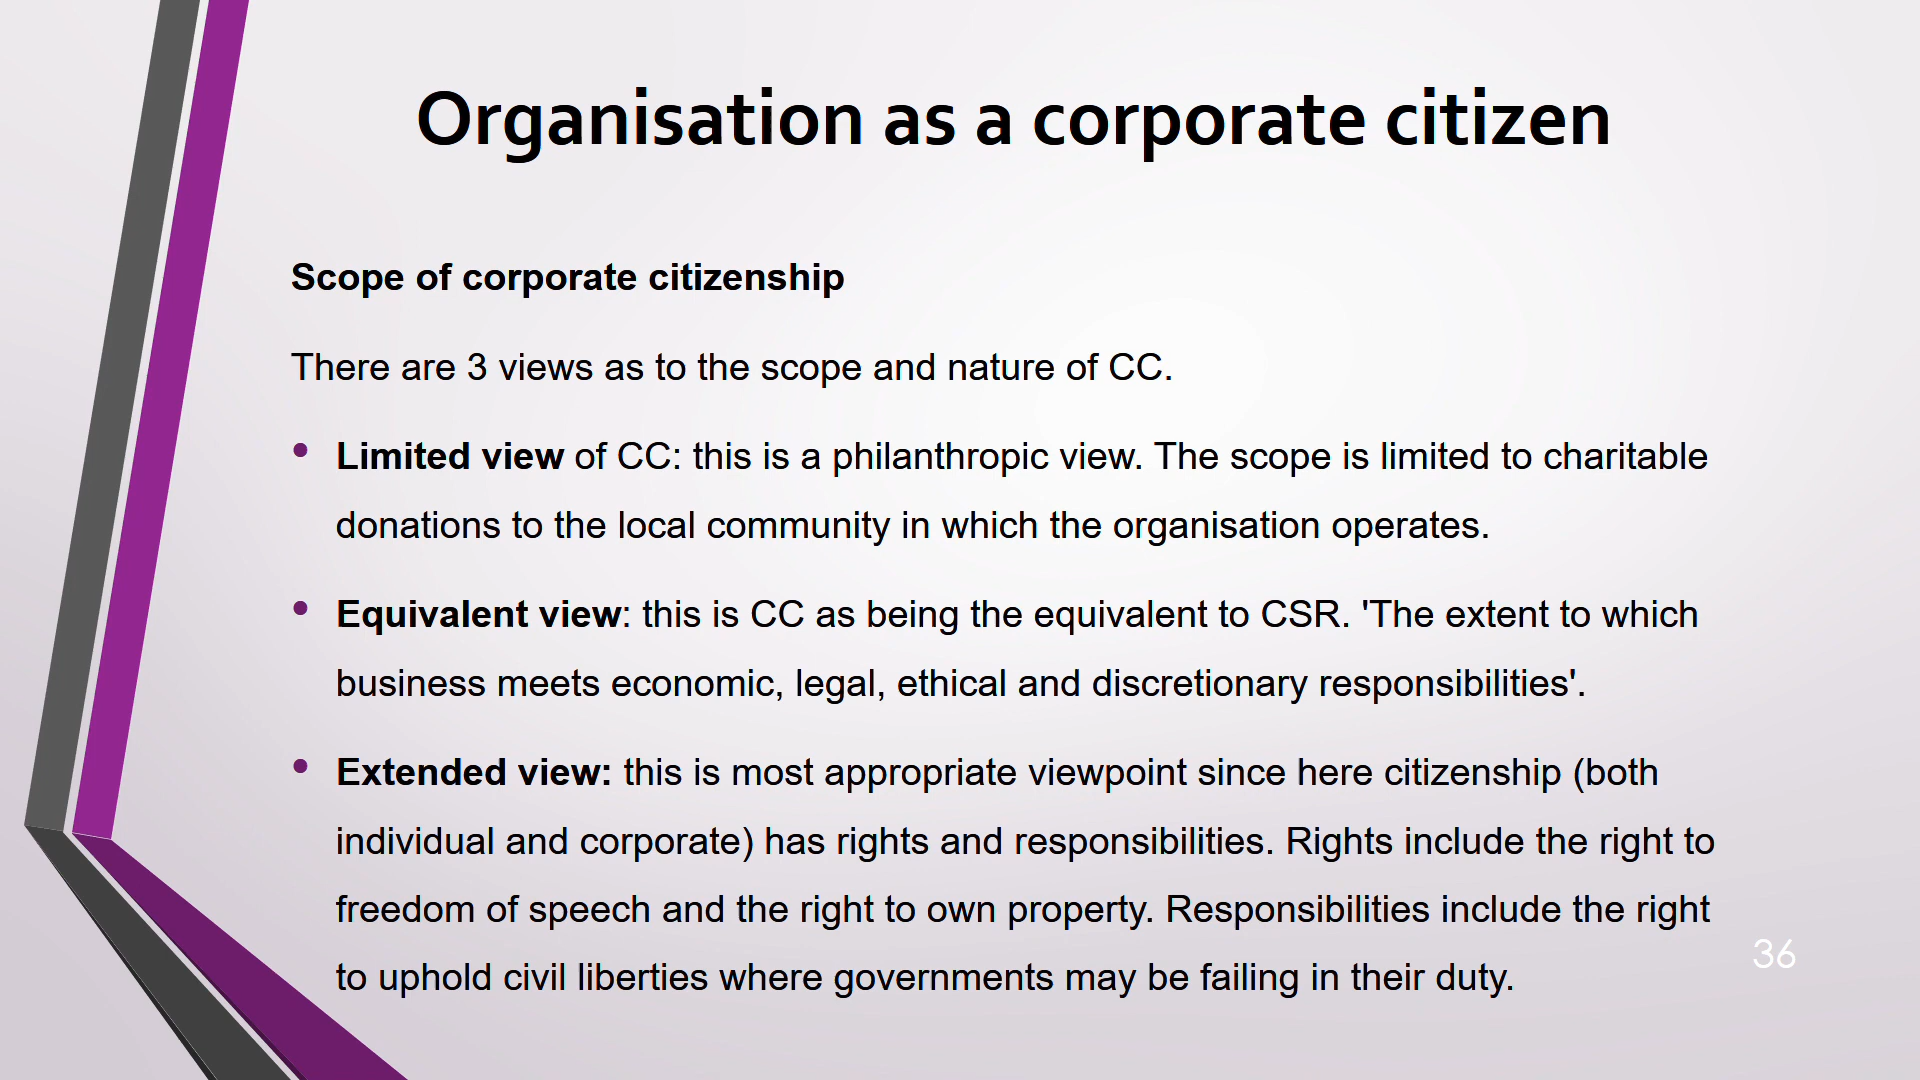 Organisation as a corporate citizen
Scope of corporate citizenship
There are 3 views as to the scope and nature of CC.
• Limited view of CC: this is a philanthropic view. The scope is limited to charitable
donations to the local community in which the organisation operates.
• Equivalent view: this is CC as being the equivalent to CSR. 'The extent to which
business meets economic, legal, ethical and discretionary responsibilities'.
• Extended view: this is most appropriate viewpoint since here citizenship (both
individual and corporate) has rights and responsibilities. Rights include the right to
freedom of speech and the right to own property. Responsibilities include the right
to uphold civil liberties where governments may be failing in their duty.
36